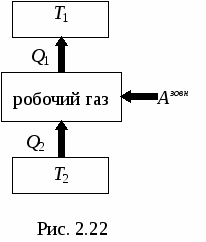 T1
Q1
робочий газ
Aзовн
Q2
T2
Рис. 2.22